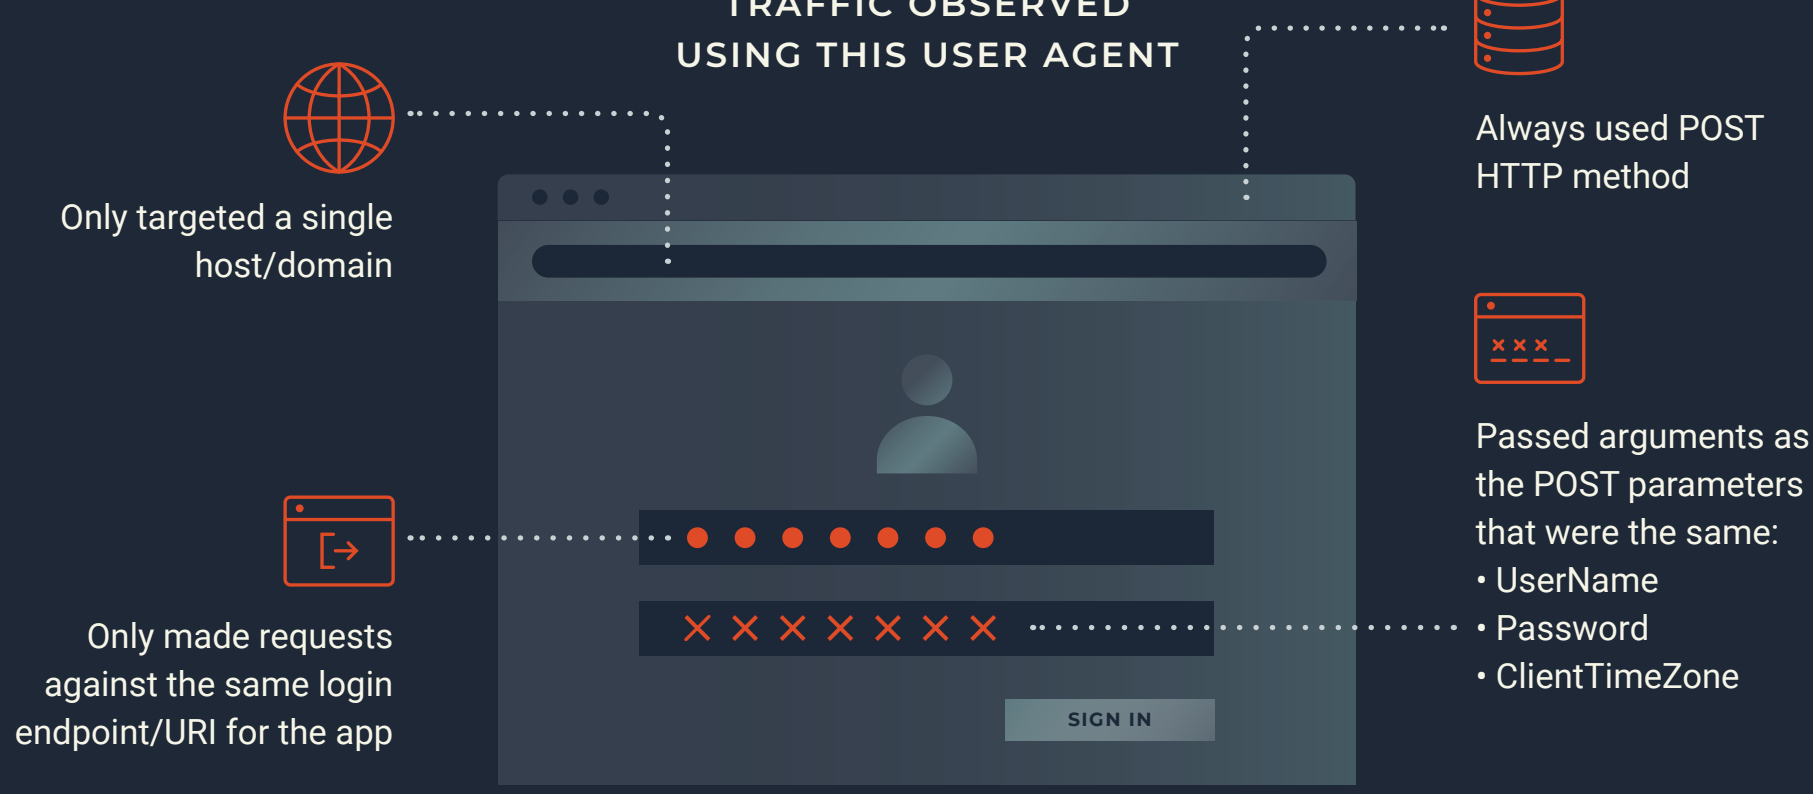 TRAFFIC OBSERVED
USING THIS USER AGENT
Only targeted a single
host/domain
Always used POST
HTTP method
Only made requests
against the same login
endpoint/URI for the app
Passed arguments as
the POST parameters
that were the same:
• UserName
• Password
• ClientTimeZone
SIGN IN